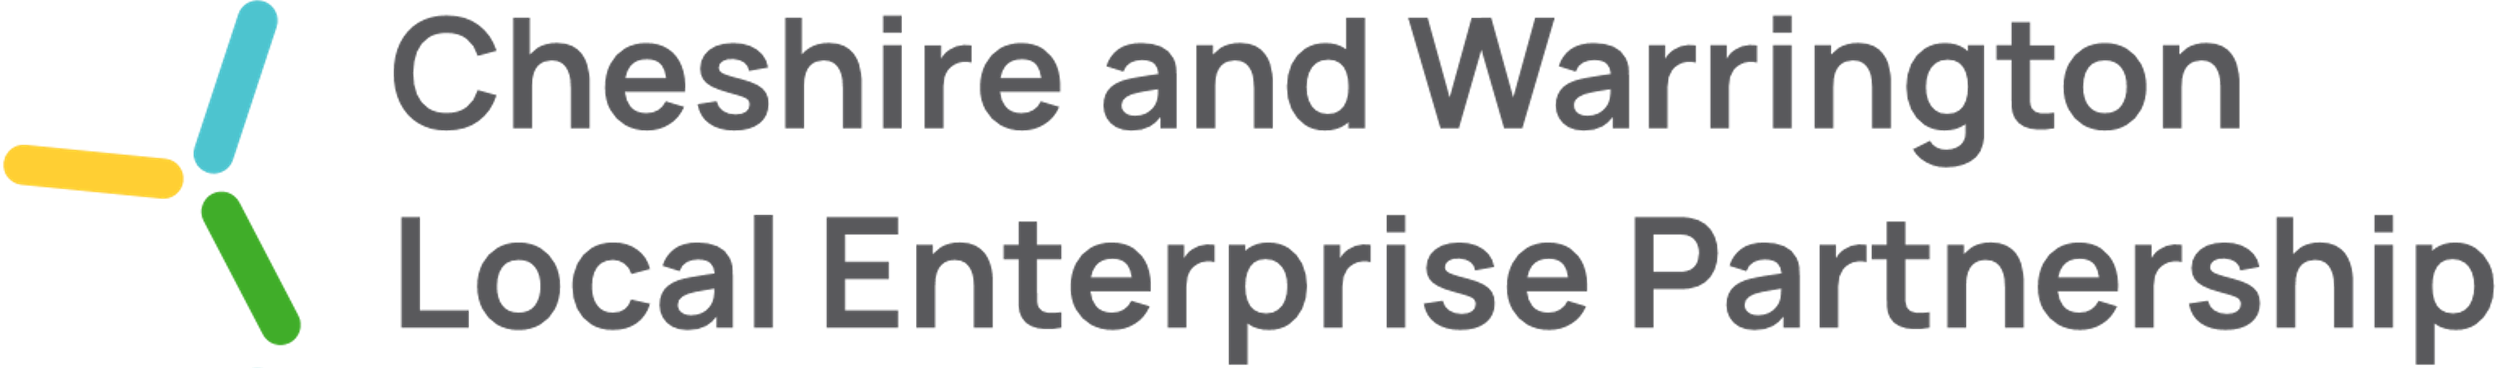 Cheshire and Warrington
Local Enterprise Partnership